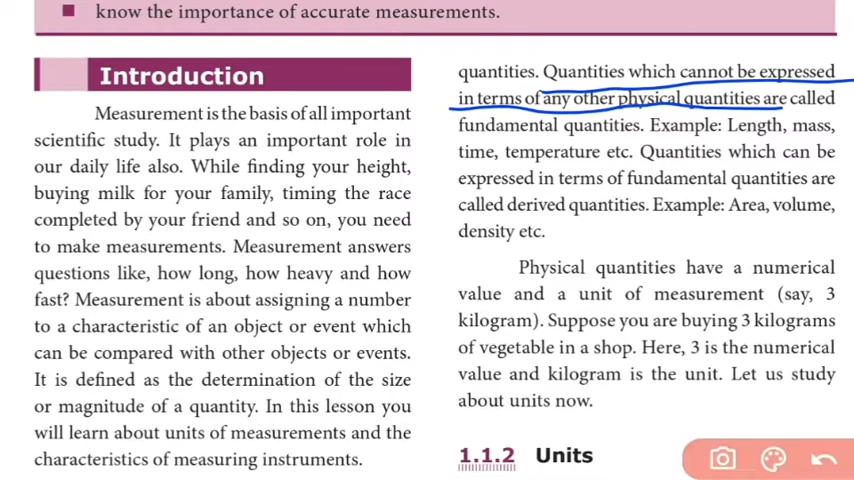 ■ know the importance of accurate measurements.
Introduction
Measurement is the basis of all important
scientific study. It plays an important role in
our daily life also. While finding your height,
buying milk for your family, timing the race
completed by your friend and so on, you need
to make measurements. Measurement answers
questions like, how long, how heavy and how
fast? Measurement is about assigning a number
to a characteristic of an object or event which
can be compared with other objects or events.
It is defined as the determination of the size
or magnitude of a quantity. In this lesson you
will learn about units of measurements and the
characteristics of measuring instruments.
quantities. Quantities which cannot be expressed
in terms of any other physical quantities are called
fundamental quantities. Example: Length, mass,
time, temperature etc. Quantities which can be
expressed in terms of fundamental quantities are
called derived quantities. Example: Area, volume,
density etc.
Physical quantities have a numerical
value and a unit of measurement (say, 3
kilogram). Suppose you are buying 3 kilograms
of vegetable in a shop. Here, 3 is the numerical
value and kilogram is the unit. Let us study
about units now.
1.1.2 Units